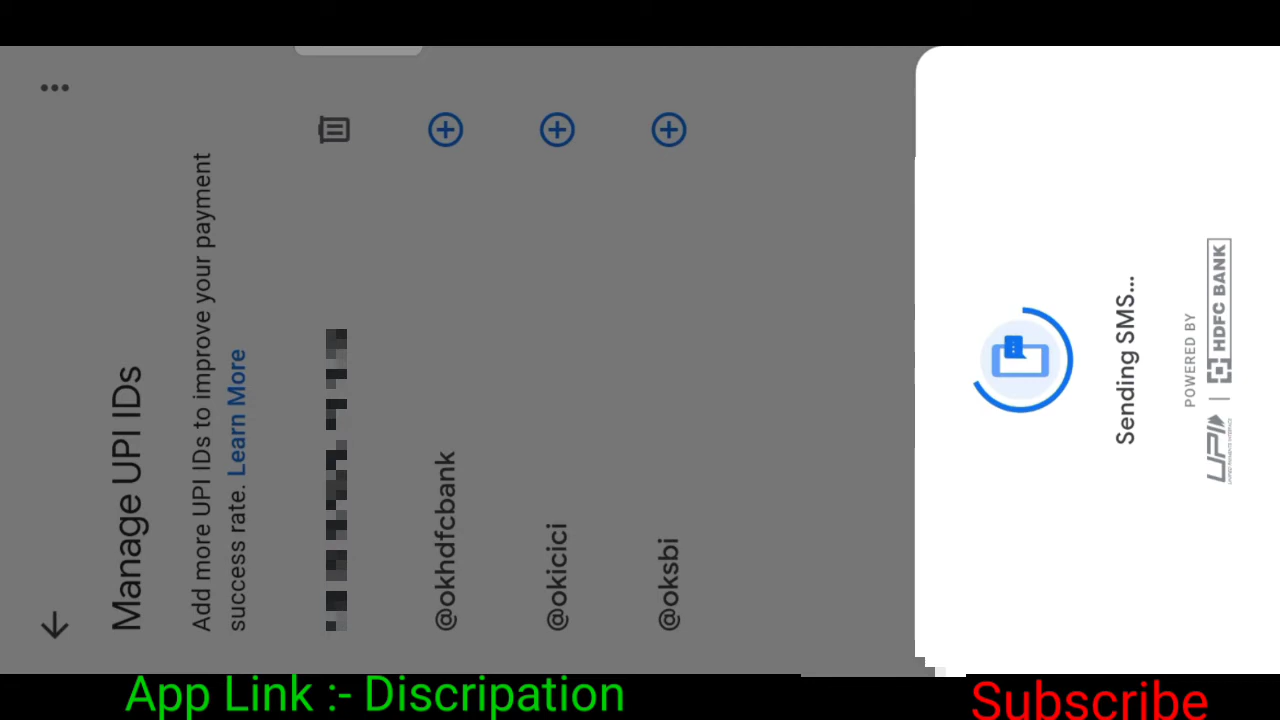 Manage UPI IDs
Add more UPI IDs to improve your payment
success rate. Learn More
@okhdfcbank
@okicici
@oksbi
Sending SMS...
POWERED BY
UPI | HDFC BANK
App Link :- Discripation
Subscribe